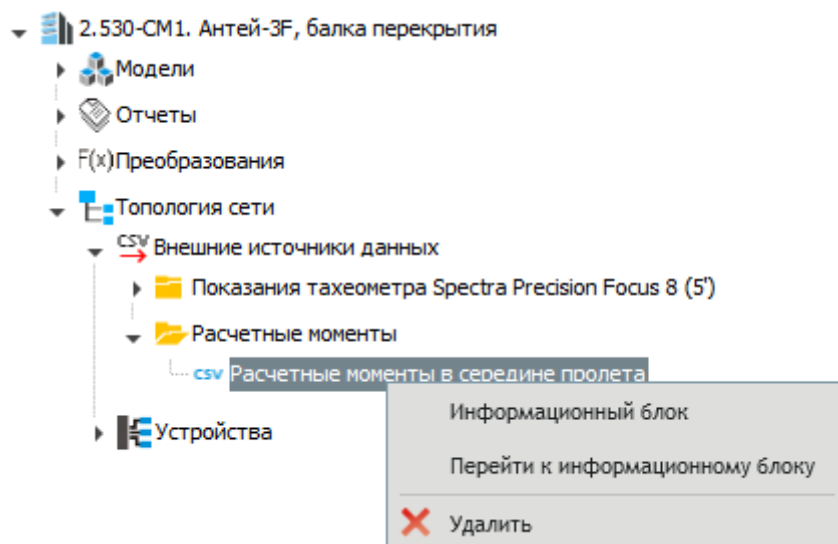 2.530-СМ1. Антей-3F, балка перекрытия
Модели
Отчеты
F(x)Преобразования
Топология сети
CSV Внешние источники данных
Показания тахеометра Spectra Precision Focus 8 (5')
Расчетные моменты
csv Расчетные моменты в середине пролета
Информационный блок
Устройства
Перейти к информационному блоку
Удалить